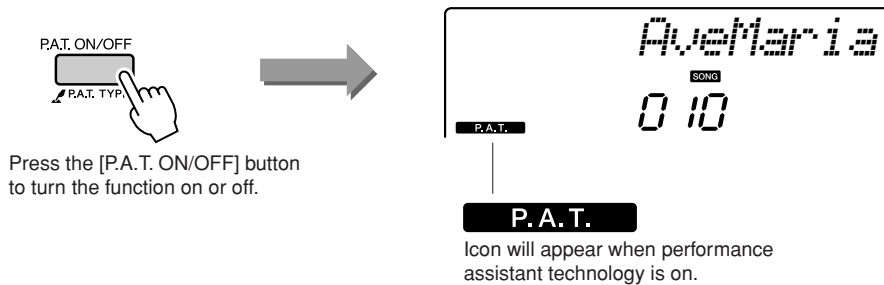 P.A.T. ON/OFF
P.A.T. TYPE
Press the [P.A.T. ON/OFF] button
to turn the function on or off.
AveMaria
SONG
010
P.A.T.
P.A.T.
Icon will appear when performance
assistant technology is on.